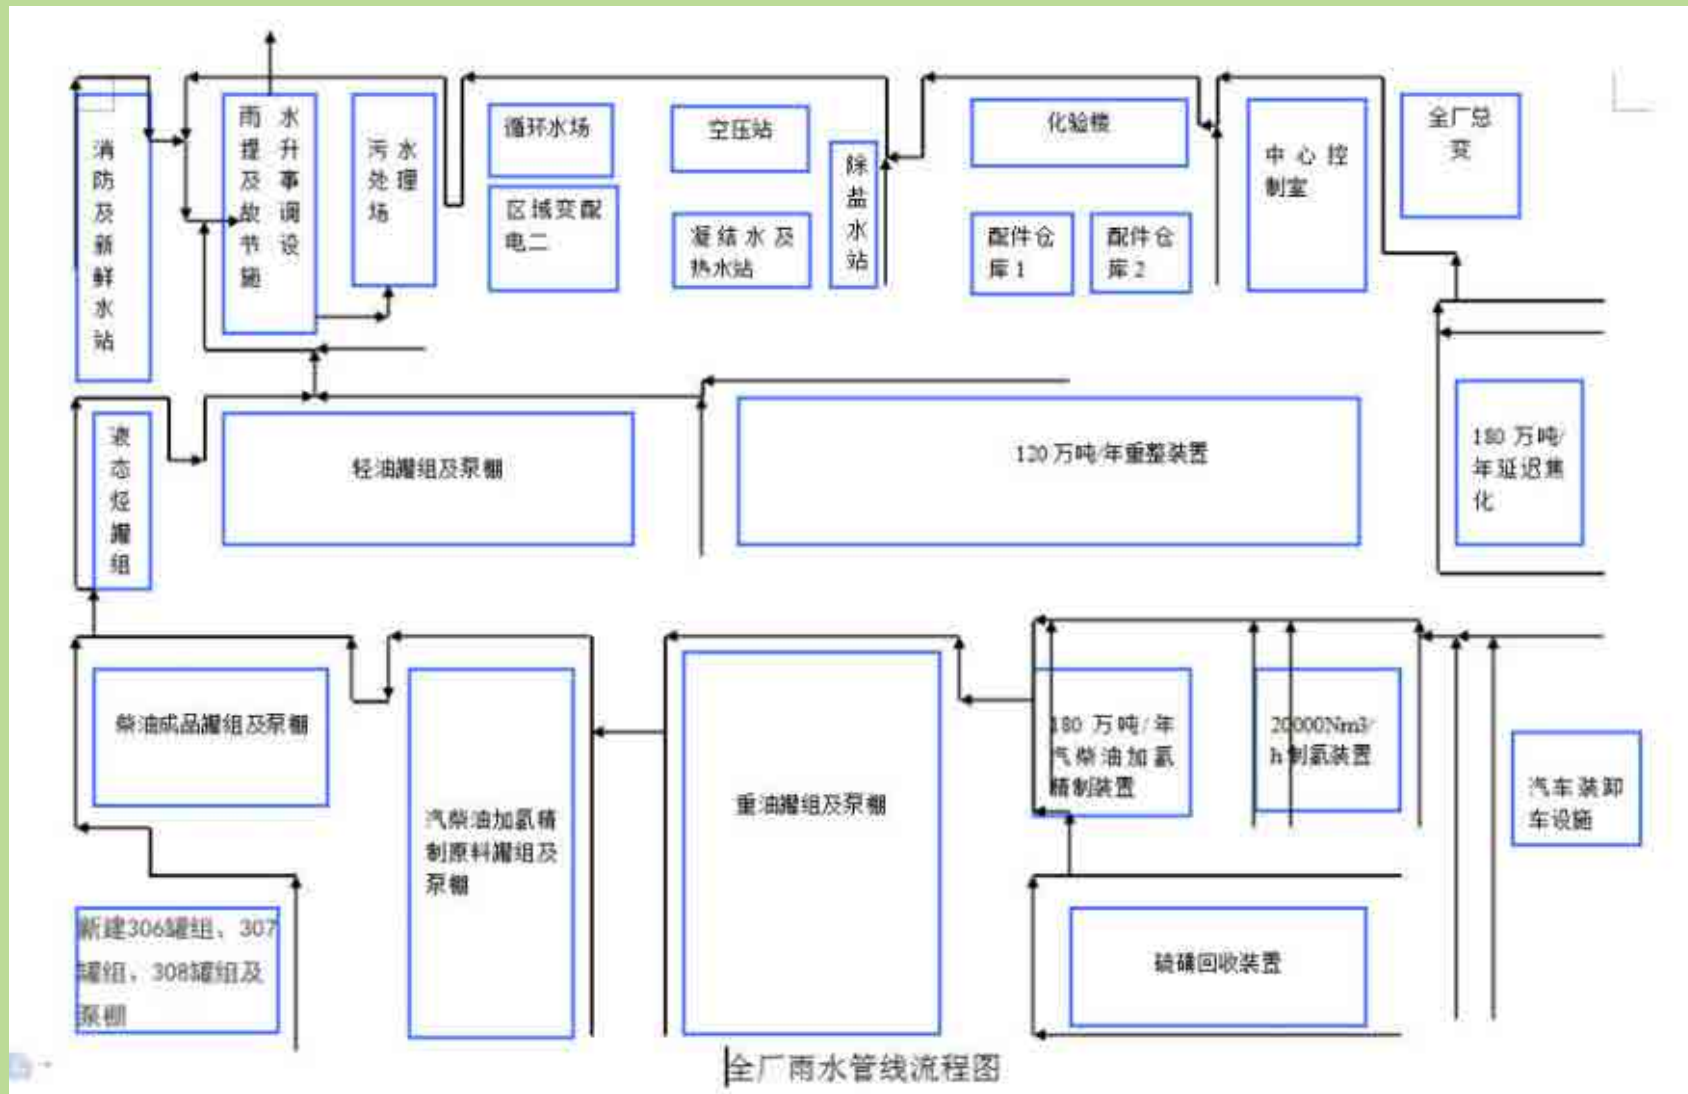 消
防
及
新
鲜
水
站
雨 水
提 升
及 事
故 调
节 设
施
污 水
处 理
场
循环水场
区域变配
电二
空压站
凝结水及
热水站
除
盐
水
站
化验楼
配件仓
库1
配件仓
库2
中心控
制室
全厂总
变
液
态
烃
罐
组
轻油罐组及泵棚
120万吨/年重整装置
180万吨/
年延迟焦
化
柴油成品罐组及泵棚
汽柴油加氢精
制原料罐组及
泵棚
重油罐组及泵棚
180万吨/年
汽柴油加氢
精制装置
20000Nm3/
h制氢装置
汽车装卸
车设施
新建306罐组、307
罐组、308罐组及
泵棚
硫磺回收装置
全厂雨水管线流程图